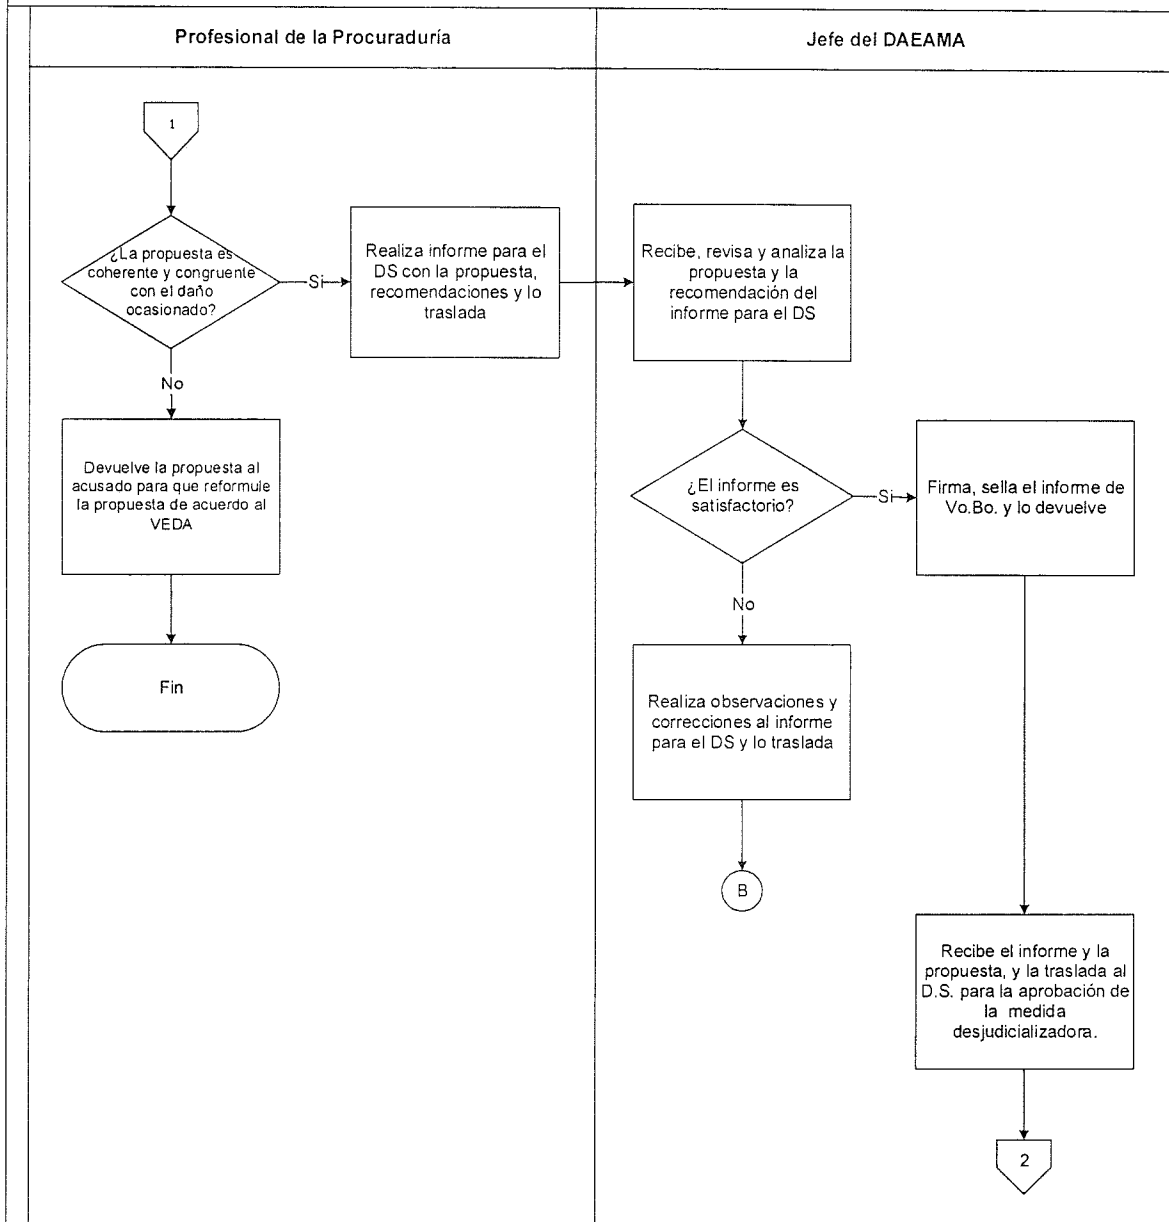 Profesional de la Procuraduría
Jefe del DAEAMA
1
¿La propuesta es
coherente y congruente
con el daño
ocasionado?
Si
Realiza informe para el
DS con la propuesta,
recomendaciones y lo
traslada
Recibe, revisa y analiza la
propuesta y la
recomendación del
informe para el DS
No
Devuelve la propuesta al
acusado para que reformule
la propuesta de acuerdo al
VEDA
Fin
¿El informe es
satisfactorio?
Si
Firma, sella el informe de
Vo.Bo. y lo devuelve
No
Realiza observaciones y
correcciones al informe
para el DS y lo traslada
B
Recibe el informe y la
propuesta, y la traslada al
D.S. para la aprobación de
la medida
desjudicializadora.
2